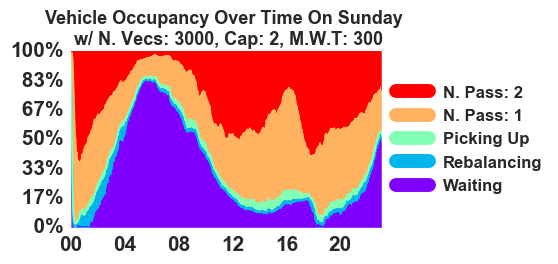 Vehicle Occupancy Over Time On Sunday
w/ N. Vecs: 3000, Cap: 2, M.W.T: 300
100%
83%
67%
50%
33%
17%
0%
00 04 08 12 16 20
N. Pass: 2
N. Pass: 1
Picking Up
Rebalancing
Waiting